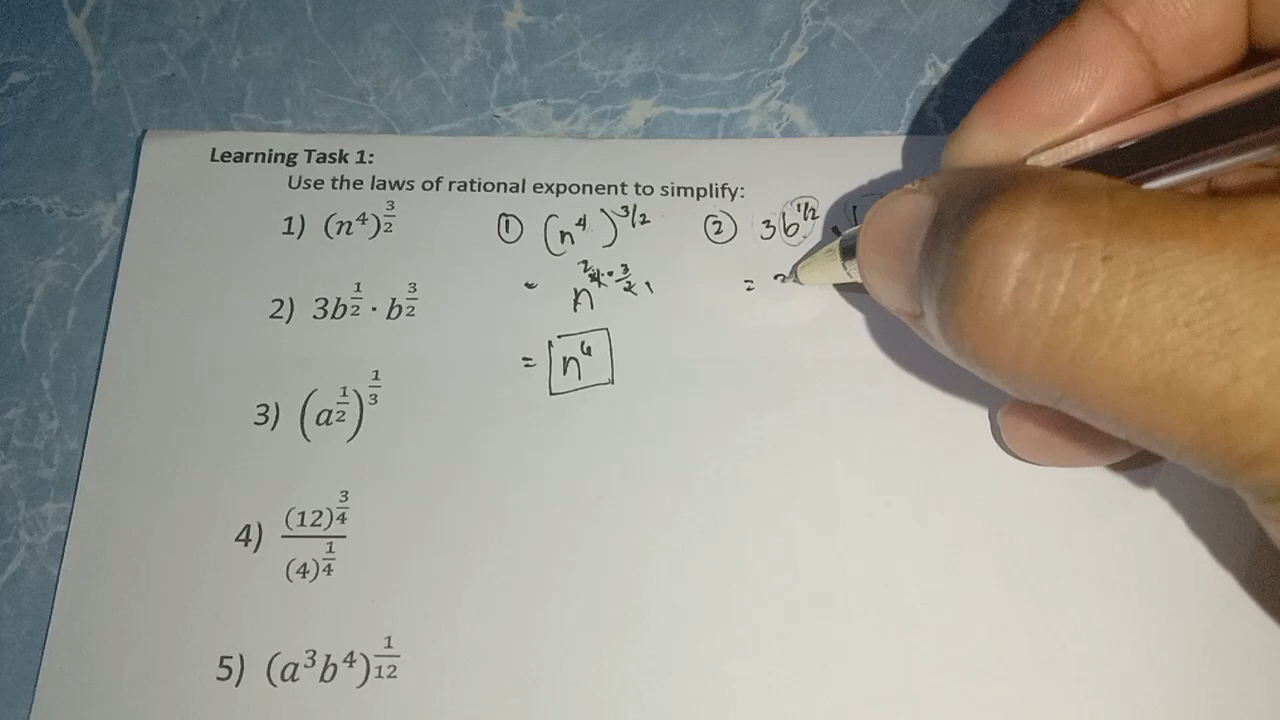 Learning Task 1:
Use the laws of rational exponent to simplify:
1) (n⁴)^(3/2)
① (n⁴)^(3/2)
= n^(4·3/2) 2 1
= n⁶
② 3b^(1/2)
=
2) 3b^(1/2) · b^(3/2)
3) (a^(1/2))^(1/3)
4) (12)^(3/4) / (4)^(1/4)
5) (a³b⁴)^(1/12)